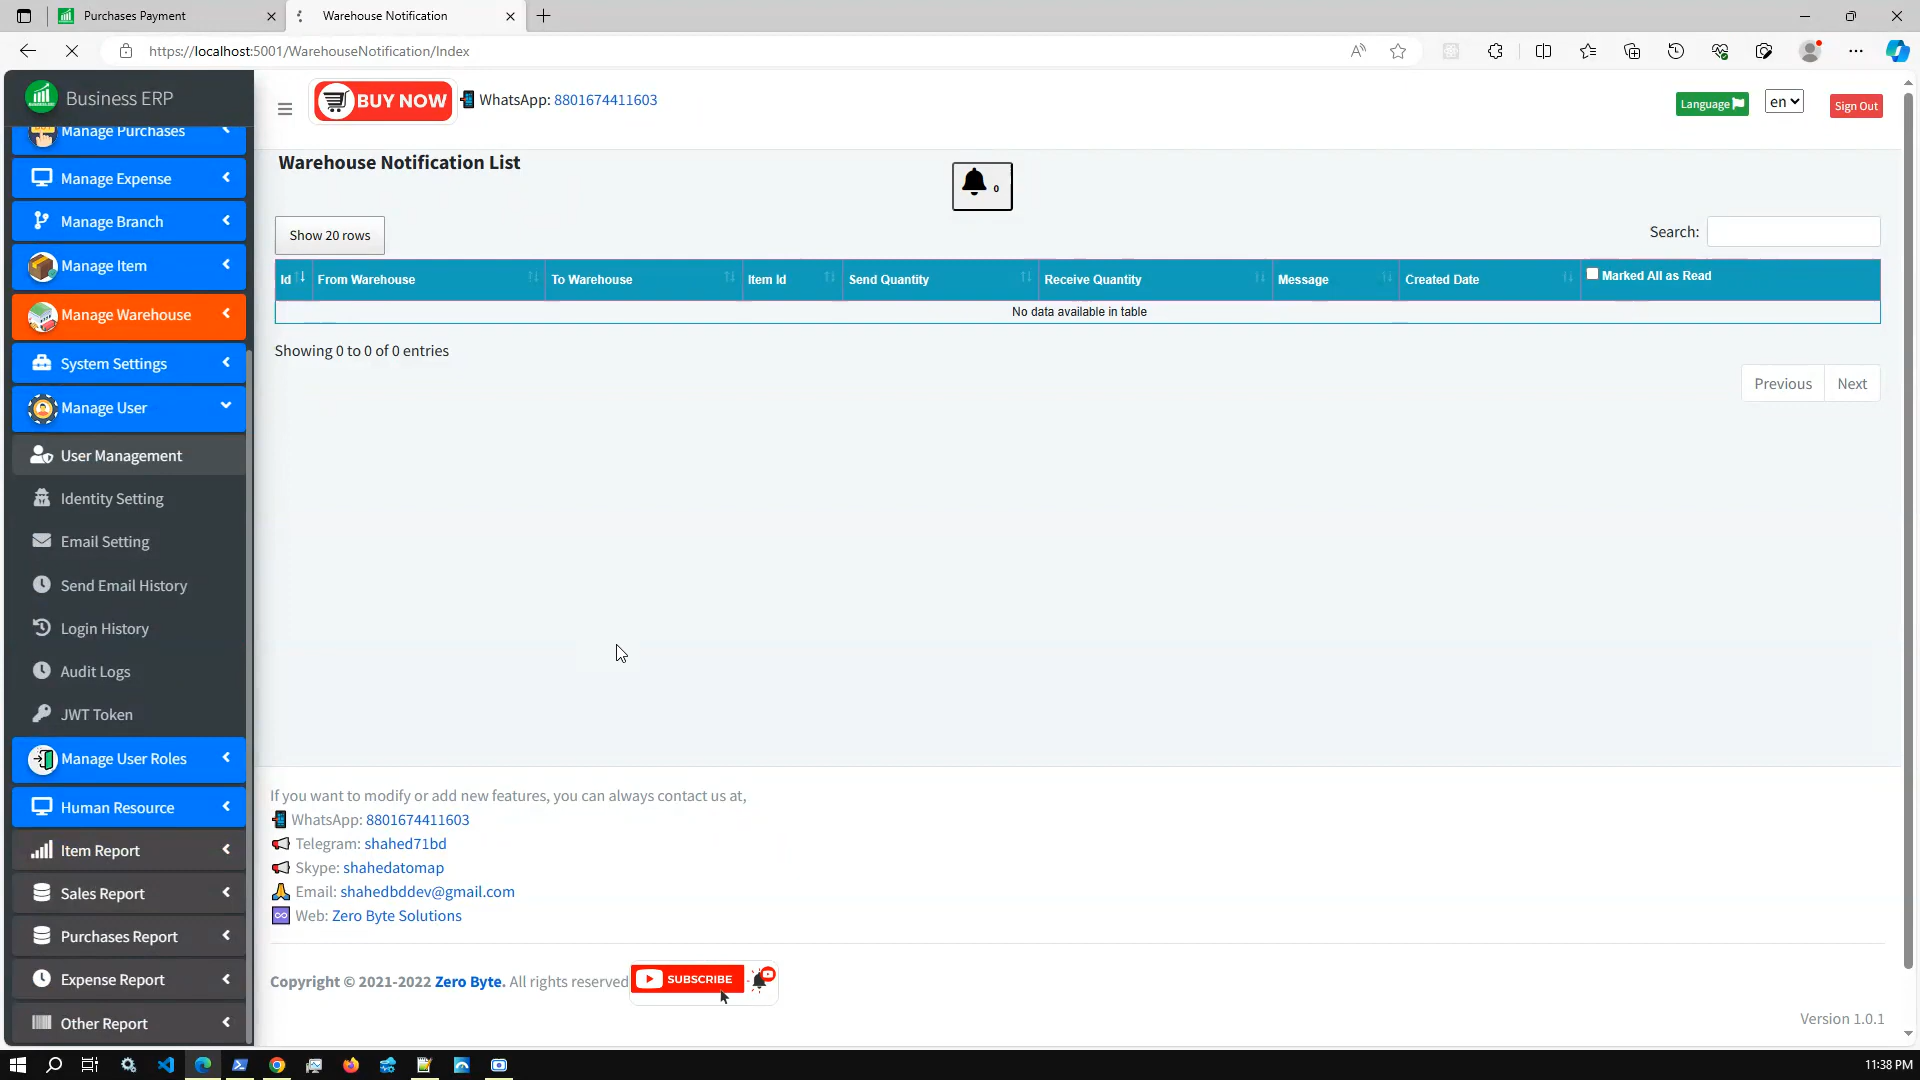 Purchases Payment
Warehouse Notification
https://localhost:5001/WarehouseNotification/Index
Business ERP
BUY NOW
WhatsApp: 8801674411603
Language
en
Sign Out
Manage Purchases
Manage Expense
Manage Branch
Manage Item
Manage Warehouse
System Settings
Manage User
User Management
Identity Setting
Email Setting
Send Email History
Login History
Audit Logs
JWT Token
Manage User Roles
Human Resource
Item Report
Sales Report
Purchases Report
Expense Report
Other Report
Warehouse Notification List
0
Show 20 rows
Search:
Id From Warehouse To Warehouse Item Id Send Quantity Receive Quantity Message Created Date Marked All as Read
No data available in table
Showing 0 to 0 of 0 entries
Previous Next
If you want to modify or add new features, you can always contact us at,
WhatsApp: 8801674411603
Telegram: shahed71bd
Skype: shahedatomap
Email: shahedbddev@gmail.com
Web: Zero Byte Solutions
Copyright © 2021-2022 Zero Byte. All rights reserved
SUBSCRIBE
Version 1.0.1
11:38 PM